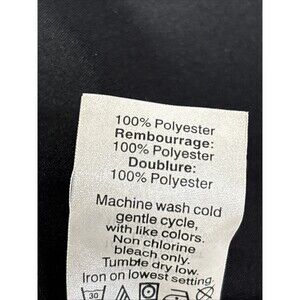 100% Polyester
Rembourrage:
100% Polyester
Doublure:
100% Polyester
Machine wash cold
gentle cycle,
with like colors.
Non chlorine
bleach only.
Tumble dry low.
Iron on lowest setting.
30